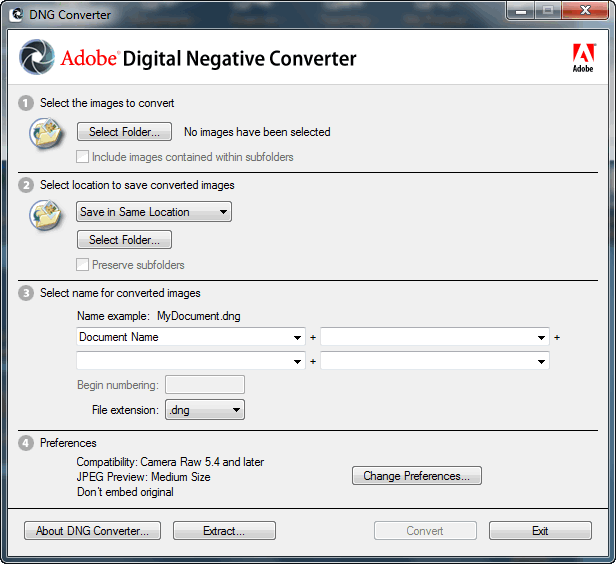 DNG Converter
Adobe® Digital Negative Converter
Adobe
1 Select the images to convert
Select Folder... No images have been selected
Include images contained within subfolders
2 Select location to save converted images
Save in Same Location
Select Folder...
Preserve subfolders
3 Select name for converted images
Name example: MyDocument.dng
Document Name + +
+
Begin numbering:
File extension: .dng
4 Preferences
Compatibility: Camera Raw 5.4 and later
JPEG Preview: Medium Size
Don't embed original
Change Preferences...
About DNG Converter... Extract... Convert Exit